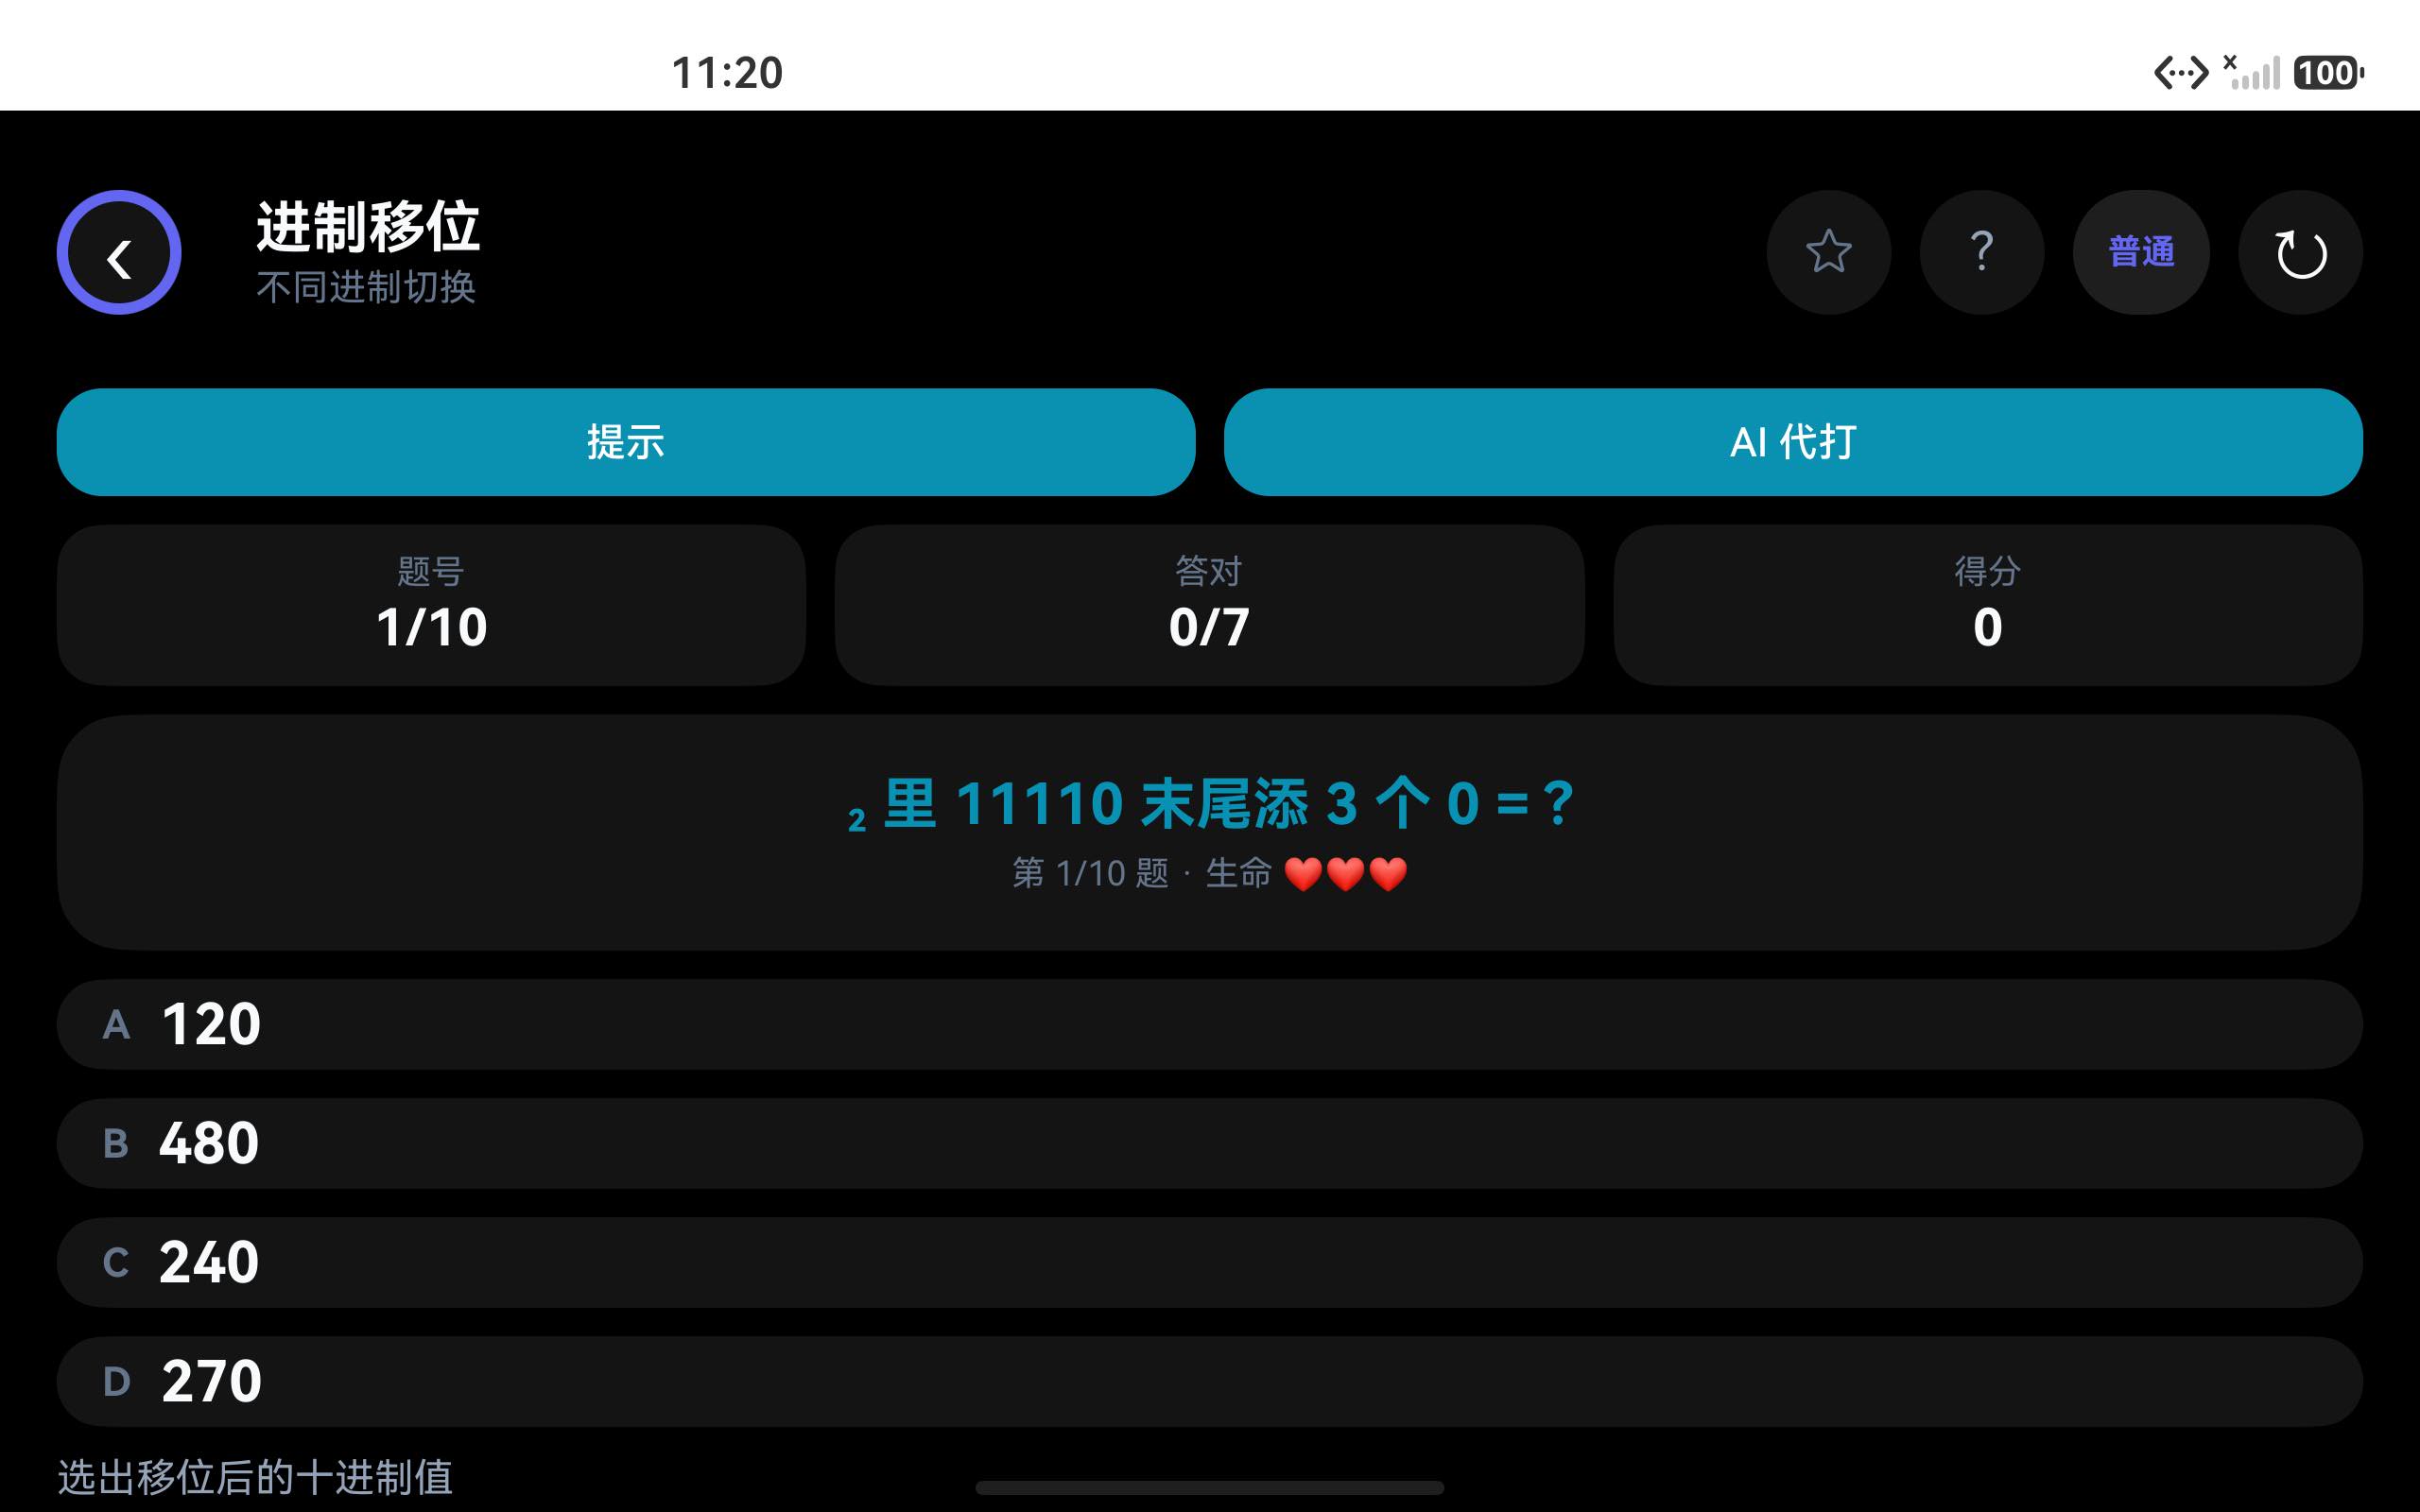 11:20
100
进制移位
不同进制切换
?
普通
提示
AI 代打
题号
1/10
答对
0/7
得分
0
₂ 里 11110 末尾添 3 个 0 = ?
第 1/10 题 · 生命 ❤️❤️❤️
A 120
B 480
C 240
D 270
选出移位后的十进制值